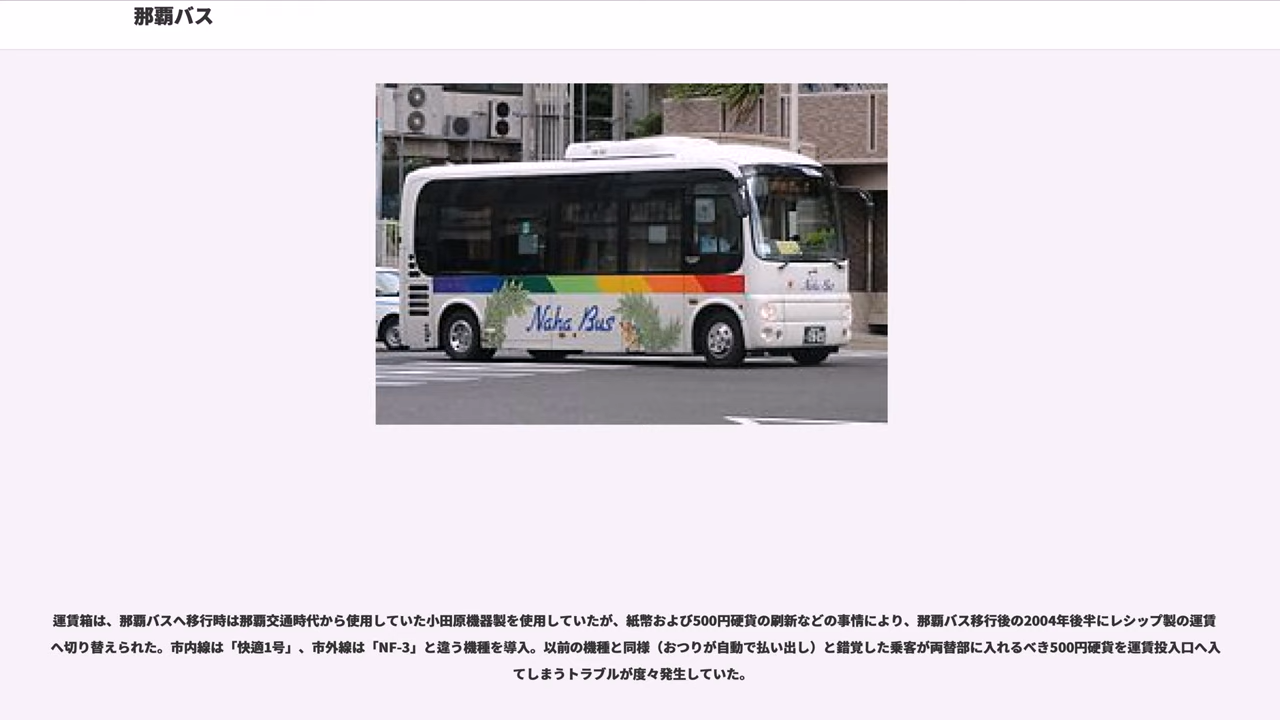 那覇バス
Naha Bus
Naha Bus
運賃箱は、那覇バスへ移行時は那覇交通時代から使用していた小田原機器製を使用していたが、紙幣および500円硬貨の刷新などの事情により、那覇バス移行後の2004年後半にレシップ製の運賃
へ切り替えられた。市内線は「快適1号」、市外線は「NF-3」と違う機種を導入。以前の機種と同様（おつりが自動で払い出し）と錯覚した乗客が両替部に入れるべき500円硬貨を運賃投入口へ入
てしまうトラブルが度々発生していた。